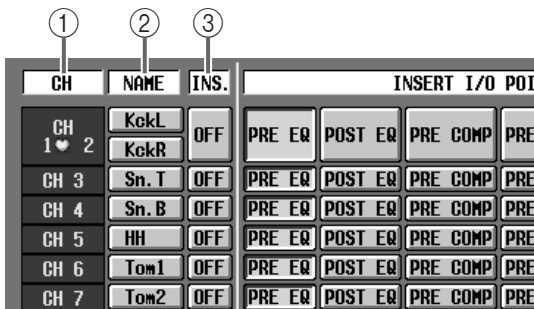 1 2 3
CH NAME INS. INSERT I/O POI
CH 1 2 KckL KckR OFF PRE EQ POST EQ PRE COMP PRE
CH 3 Sn.T OFF PRE EQ POST EQ PRE COMP PRE
CH 4 Sn.B OFF PRE EQ POST EQ PRE COMP PRE
CH 5 HH OFF PRE EQ POST EQ PRE COMP PRE
CH 6 Tom1 OFF PRE EQ POST EQ PRE COMP PRE
CH 7 Tom2 OFF PRE EQ POST EQ PRE COMP PRE